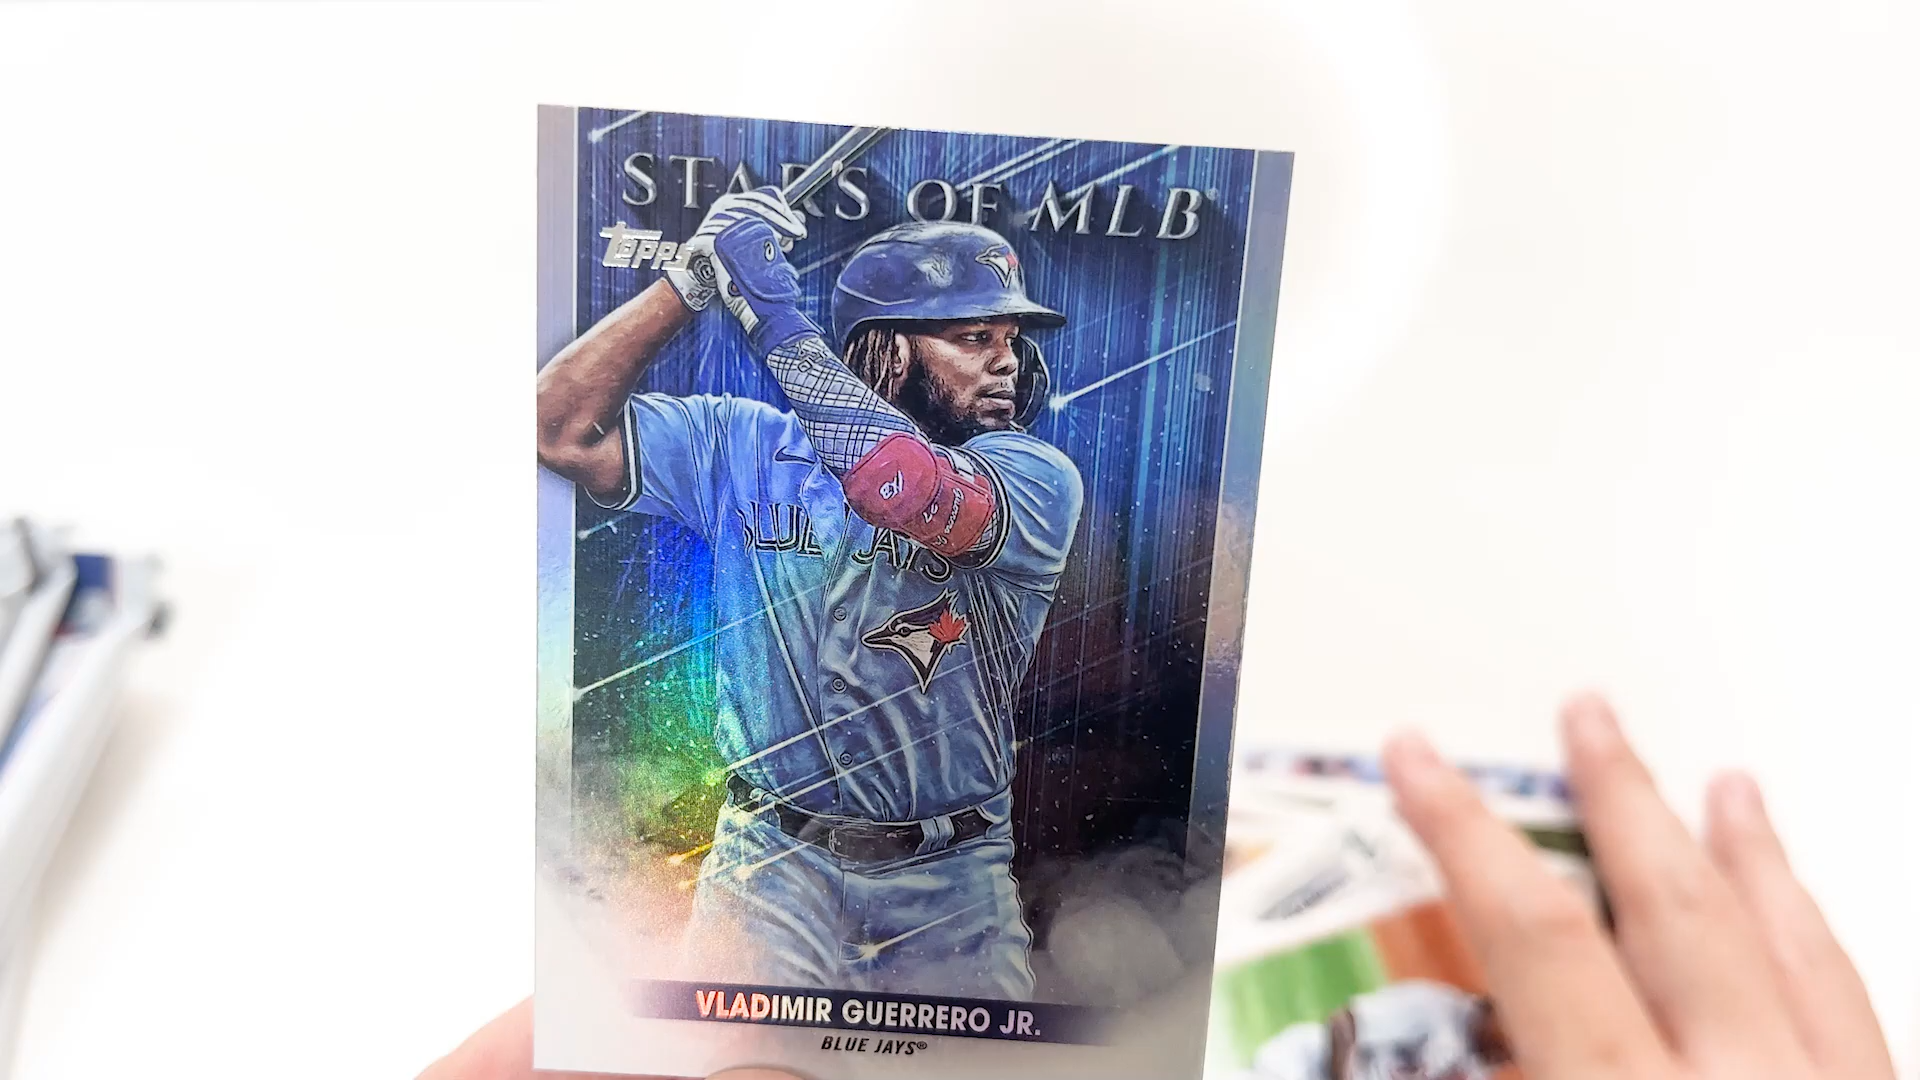 STARS OF MLB
topps
BLUE JAYS
VLADIMIR GUERRERO JR.
BLUE JAYS®